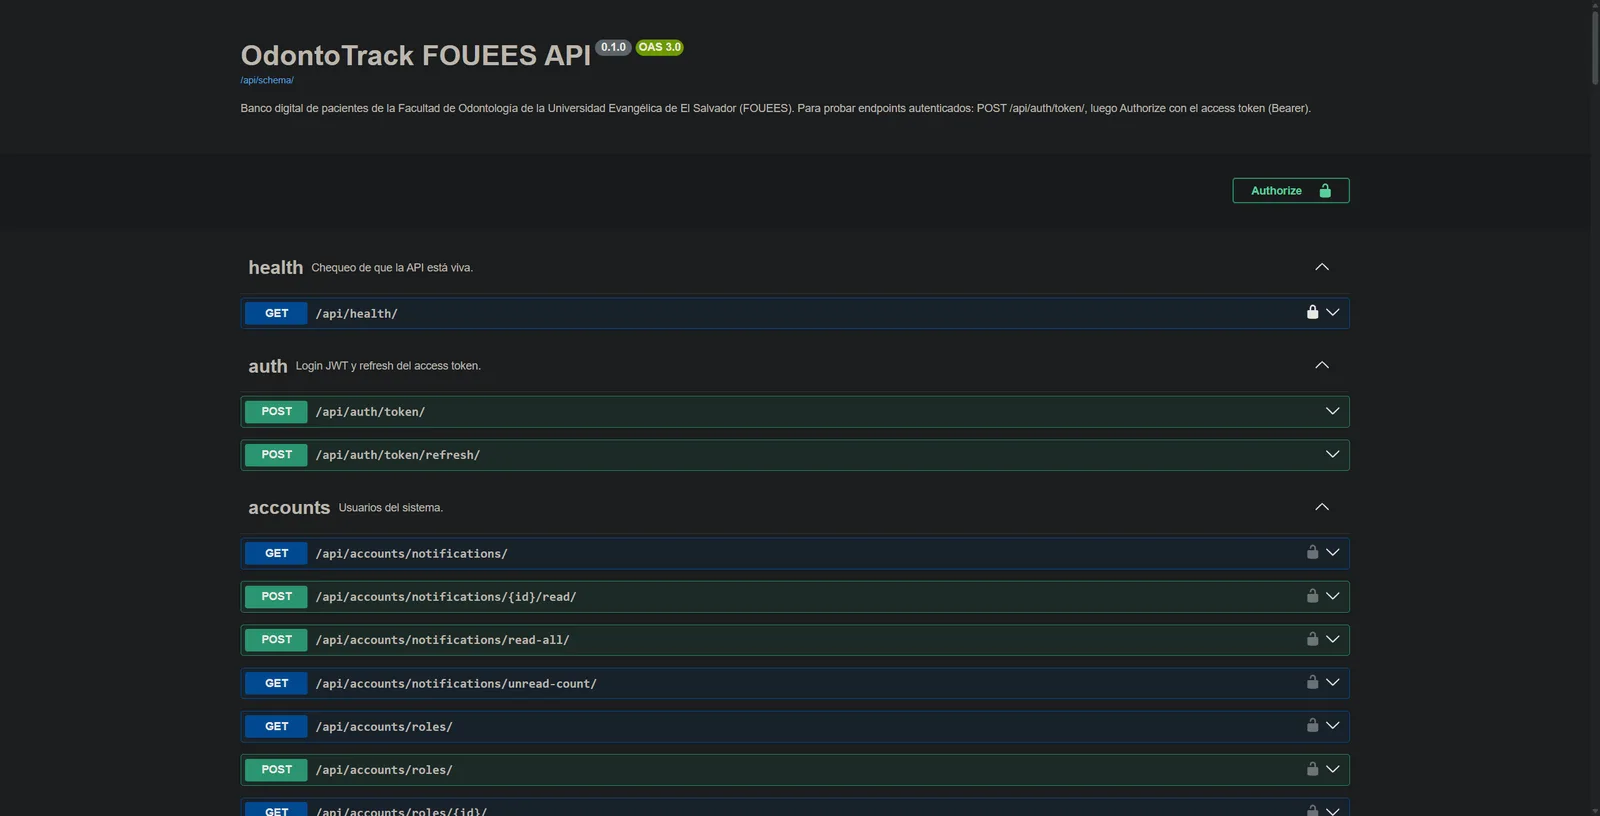 OdontoTrack FOUEES API 0.1.0 OAS 3.0
/api/schema/
Banco digital de pacientes de la Facultad de Odontología de la Universidad Evangélica de El Salvador (FOUEES). Para probar endpoints autenticados: POST /api/auth/token/, luego Authorize con el access token (Bearer).
Authorize
health Chequeo de que la API está viva.
GET /api/health/
auth Login JWT y refresh del access token.
POST /api/auth/token/
POST /api/auth/token/refresh/
accounts Usuarios del sistema.
GET /api/accounts/notifications/
POST /api/accounts/notifications/{id}/read/
POST /api/accounts/notifications/read-all/
GET /api/accounts/notifications/unread-count/
GET /api/accounts/roles/
POST /api/accounts/roles/
GET /api/accounts/roles/{id}/